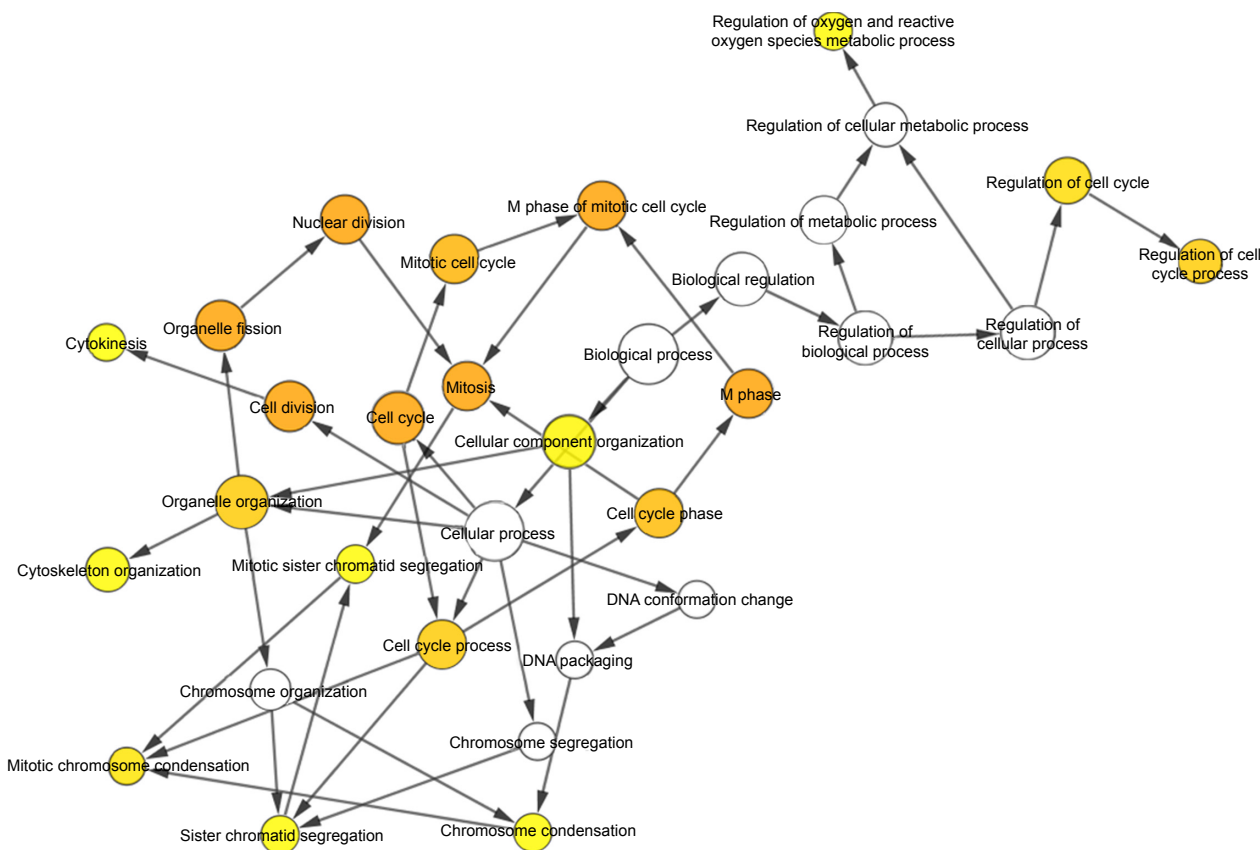 Regulation of oxygen and reactive
oxygen species metabolic process
Regulation of cellular metabolic process
Regulation of cell cycle
M phase of mitotic cell cycle
Nuclear division
Regulation of metabolic process
Mitotic cell cycle
Regulation of cell
cycle process
Biological regulation
Organelle fission
Regulation of
biological process
Regulation of
cellular process
Cytokinesis
Biological process
Mitosis
M phase
Cell division
Cell cycle
Cellular component organization
Organelle organization
Cell cycle phase
Cellular process
Cytoskeleton organization
Mitotic sister chromatid segregation
DNA conformation change
Cell cycle process
DNA packaging
Chromosome organization
Chromosome segregation
Mitotic chromosome condensation
Sister chromatid segregation
Chromosome condensation